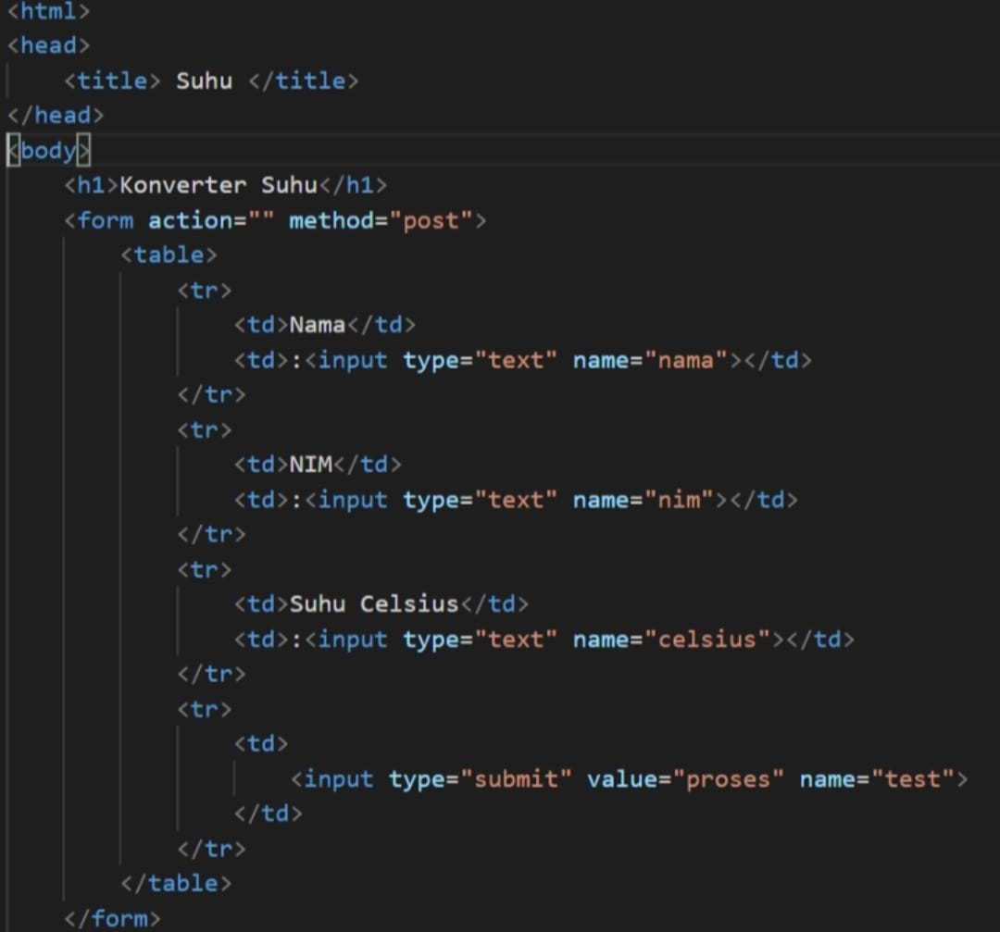 <html>
<head>
    <title> Suhu </title>
</head>
<body>
    <h1>Konverter Suhu</h1>
    <form action="" method="post">
        <table>
            <tr>
                <td>Nama</td>
                <td>:<input type="text" name="nama"></td>
            </tr>
            <tr>
                <td>NIM</td>
                <td>:<input type="text" name="nim"></td>
            </tr>
            <tr>
                <td>Suhu Celsius</td>
                <td>:<input type="text" name="celsius"></td>
            </tr>
            <tr>
                <td>
                    <input type="submit" value="proses" name="test">
                </td>
            </tr>
        </table>
    </form>